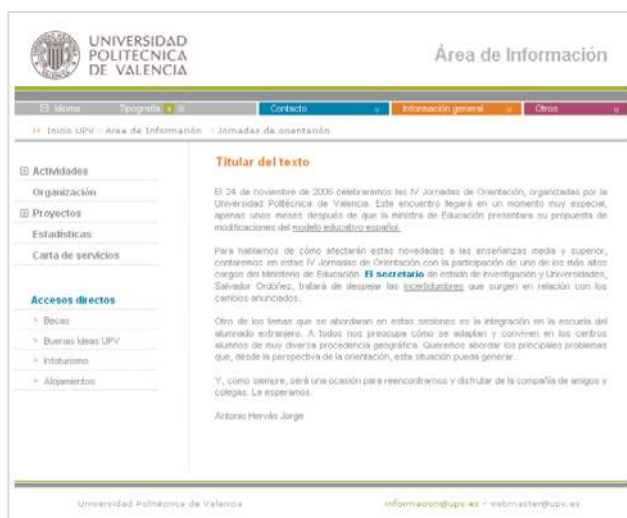 UNIVERSIDAD
POLITECNICA
DE VALENCIA
Área de Información
Idioma Tipografía
Contacto
Información general
Otros
Inicio UPV :: Area de Información :: Jornadas de orientación
Actividades
Organización
Proyectos
Estadísticas
Carta de servicios
Accesos directos
Becas
Buenas Ideas UPV
Infoturismo
Alojamientos
Titular del texto
El 24 de noviembre de 2006 celebraremos las IV Jornadas de Orientación, organizadas por la
Universidad Politécnica de Valencia. Este encuentro llegará en un momento muy especial,
apenas unos meses después de que la ministra de Educación presentara su propuesta de
modificaciones del modelo educativo español.
Para hablarnos de cómo afectarán estas novedades a las enseñanzas media y superior,
contaremos en estas IV Jornadas de Orientación con la participación de uno de los más altos
cargos del Ministerio de Educación. El secretario de estado de Investigación y Universidades,
Salvador Ordóñez, tratará de despejar las incertidumbres que surgen en relación con los
cambios anunciados.
Otro de los temas que se abordaran en estas sesiones es la integración en la escuela del
alumnado extranjero. A todos nos preocupa cómo se adaptan y conviven en los centros
alumnos de muy diversa procedencia geográfica. Queremos abordar los principales problemas
que, desde la perspectiva de la orientación, esta situación pueda generar.
Y, como siempre, será una ocasión para reencontrarnos y disfrutar de la compañía de amigos y
colegas. Le esperamos.
Antonio Hervás Jorge
Universidad Politécnica de Valencia
informacion@upv.es - webmaster@upv.es